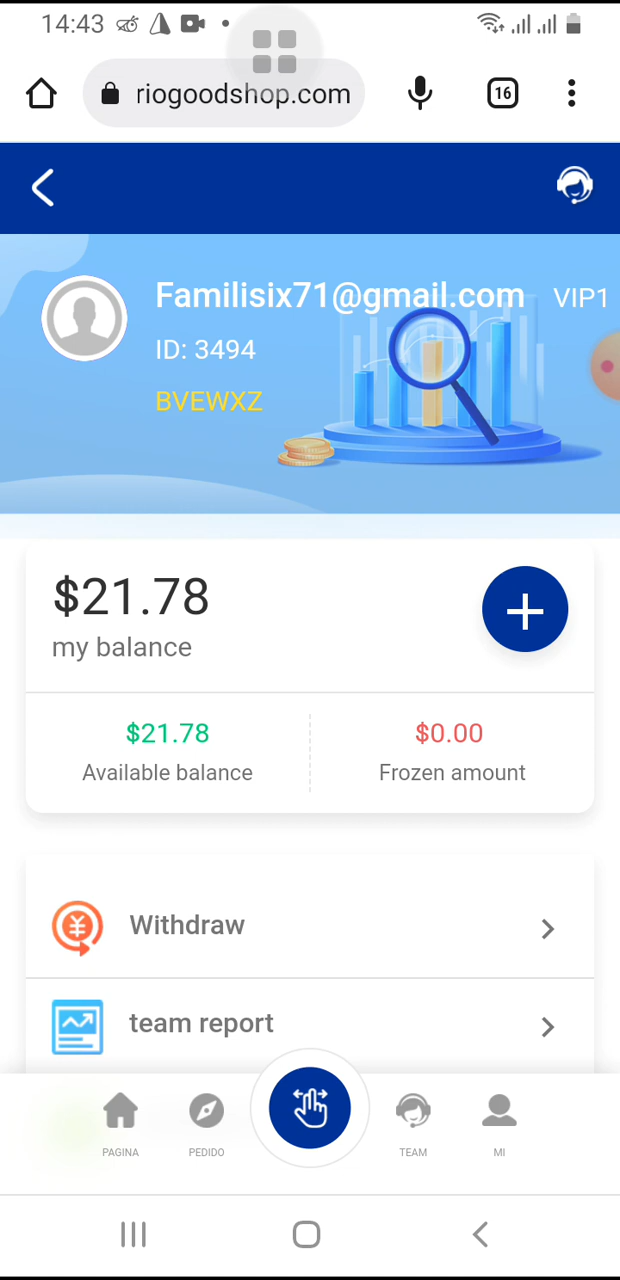 14:43
riogoodshop.com
16
Familisix71@gmail.com VIP1
ID: 3494
BVEWXZ
$21.78
my balance
$21.78 $0.00
Available balance Frozen amount
¥ Withdraw
team report
PAGINA PEDIDO TEAM MI